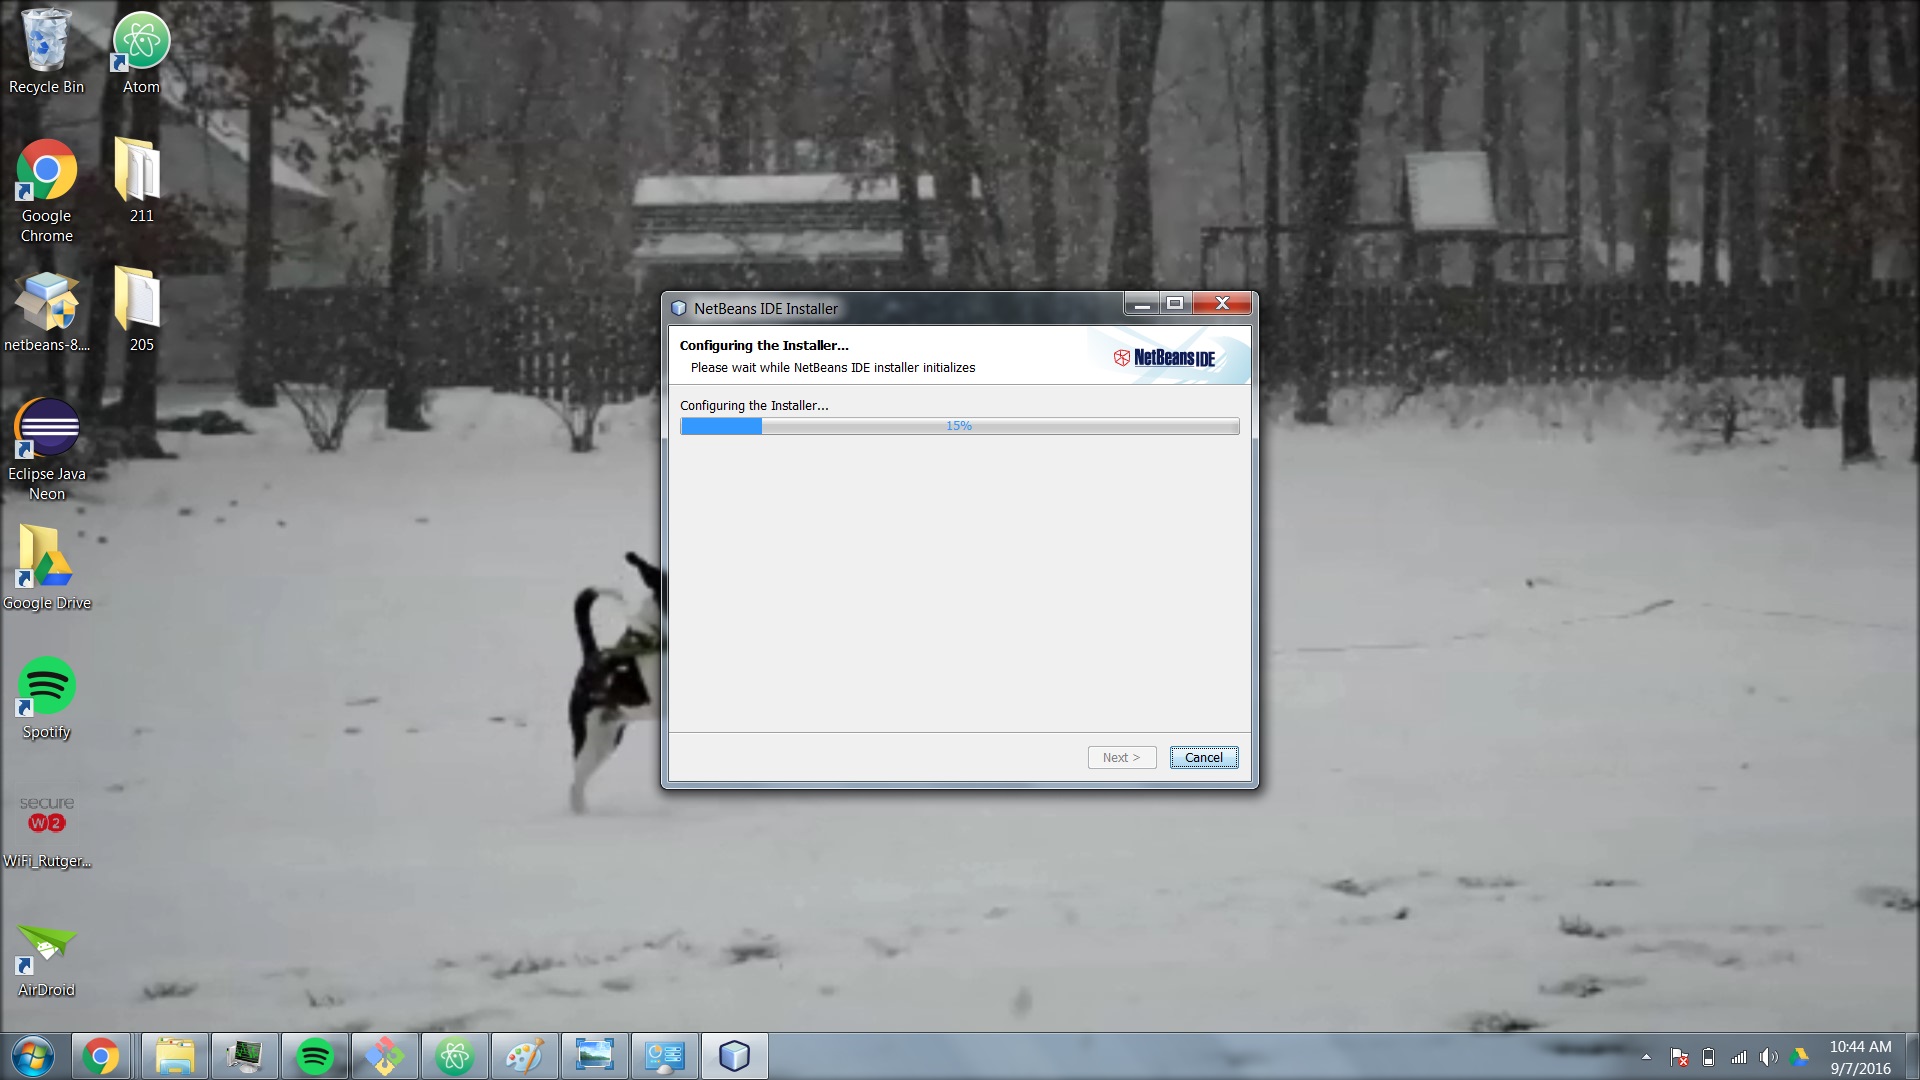 Recycle Bin
Atom
Google
Chrome
211
netbeans-8....
205
Eclipse Java
Neon
Google Drive
Spotify
secure
W2
WiFi_Rutger...
AirDroid
NetBeans IDE Installer
Configuring the Installer...
NetBeans IDE
Please wait while NetBeans IDE installer initializes
Configuring the Installer...
15%
Next >
Cancel
10:44 AM
9/7/2016